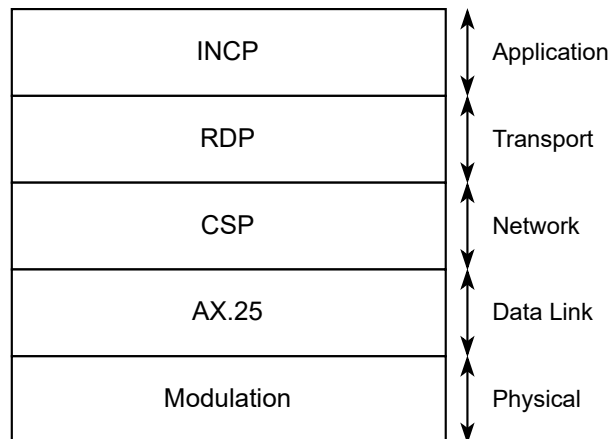 INCP Application
RDP Transport
CSP Network
AX.25 Data Link
Modulation Physical